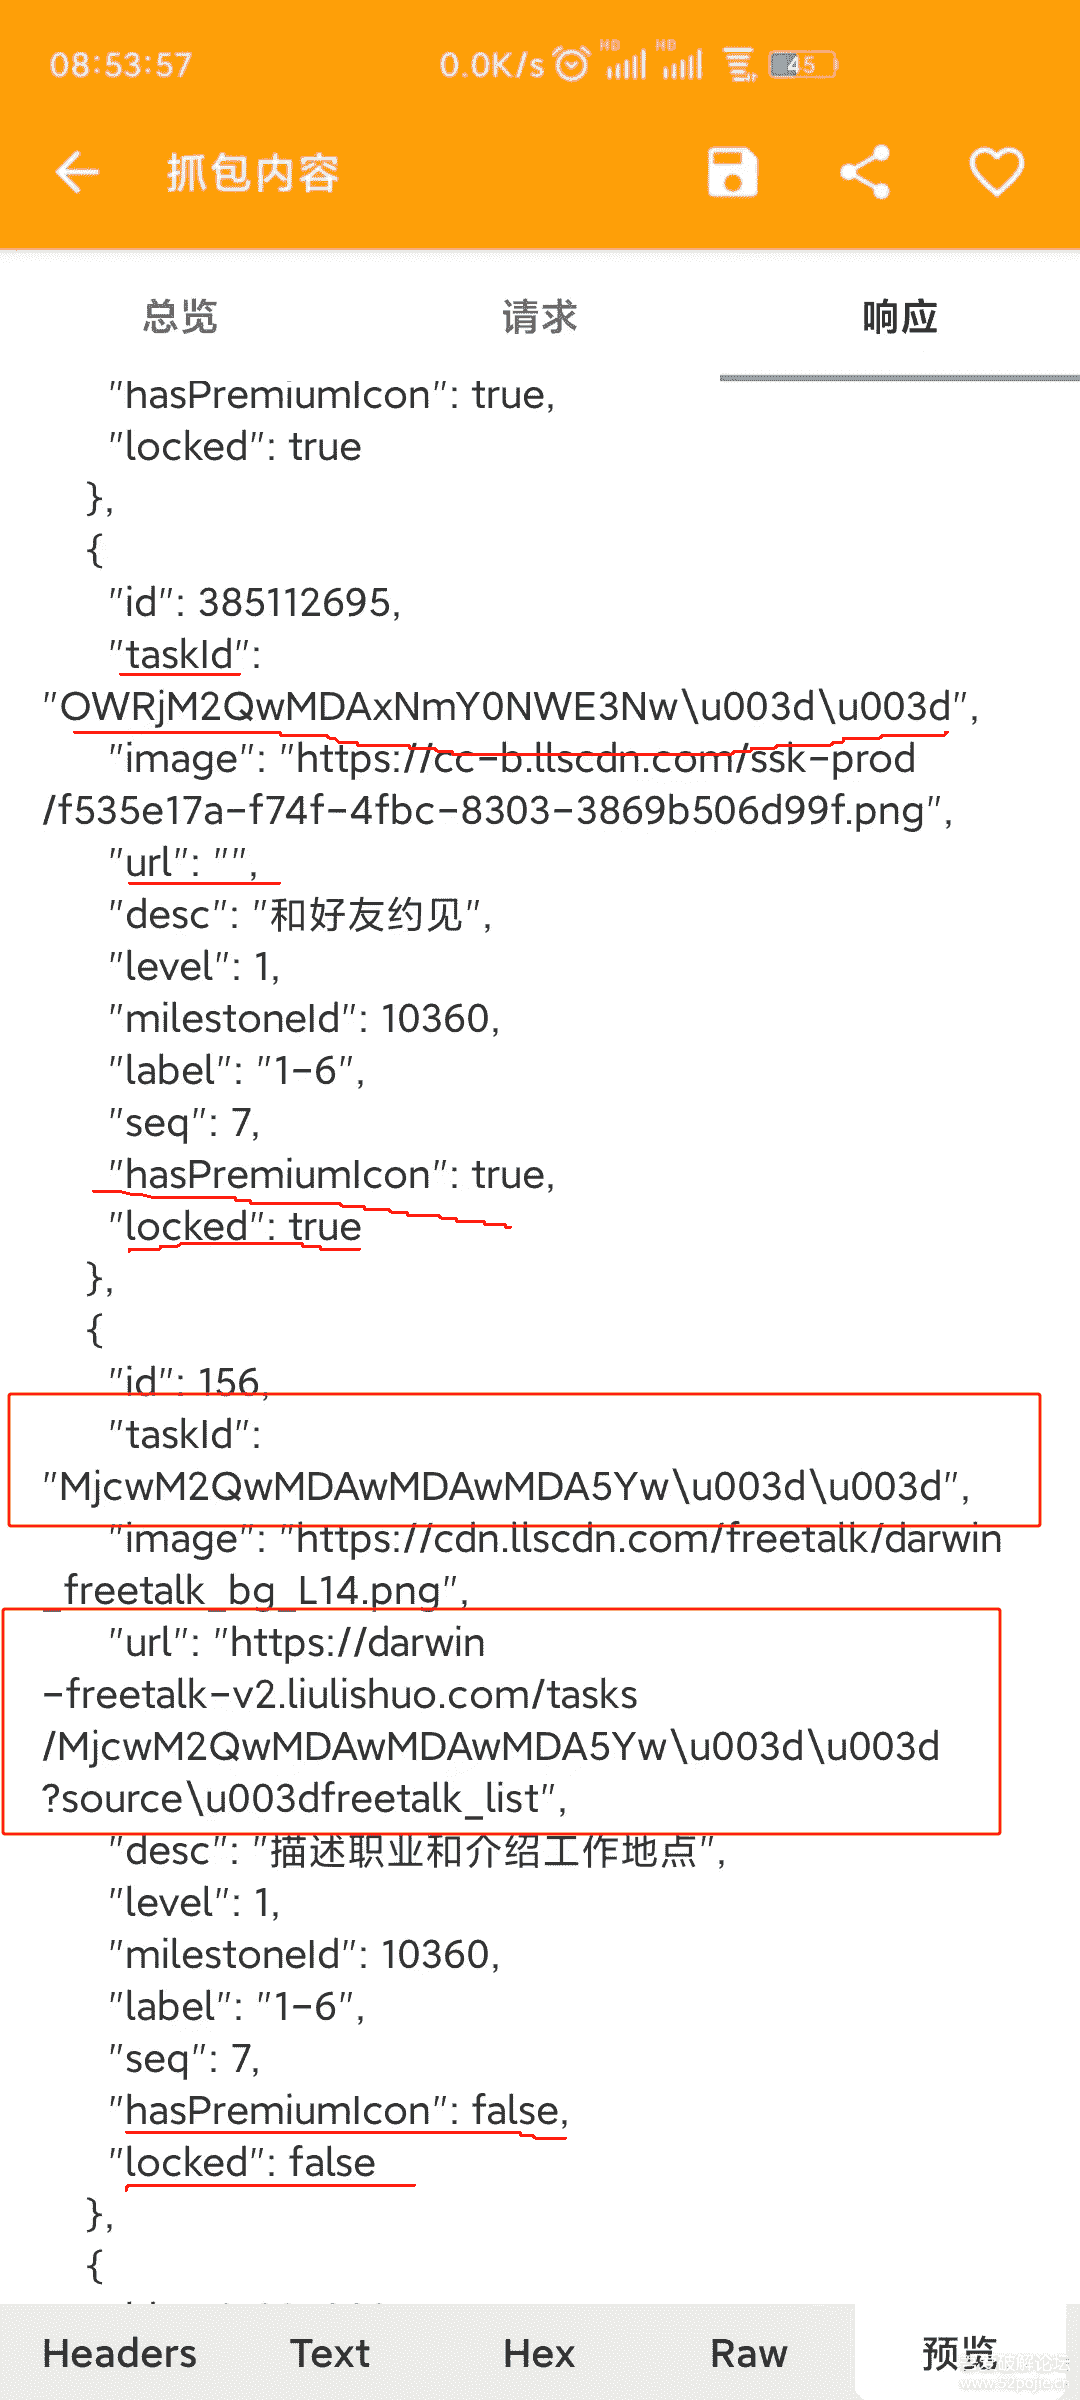 08:53:57
0.0K/s HD HD 45
抓包内容
总览 请求 响应
"hasPremiumIcon": true,
"locked": true
},
{
"id": 385112695,
"taskId":
"OWRjM2QwMDAxNmY0NWE3Nw\u003d\u003d",
"image": "https://cc-b.llscdn.com/ssk-prod
/f535e17a-f74f-4fbc-8303-3869b506d99f.png",
"url": "",
"desc": "和好友约见",
"level": 1,
"milestoneId": 10360,
"label": "1-6",
"seq": 7,
"hasPremiumIcon": true,
"locked": true
},
{
"id": 156,
"taskId":
"MjcwM2QwMDAwMDAwMDA5Yw\u003d\u003d",
"image": "https://cdn.llscdn.com/freetalk/darwin
_freetalk_bg_L14.png",
"url": "https://darwin
-freetalk-v2.liulishuo.com/tasks
/MjcwM2QwMDAwMDAwMDA5Yw\u003d\u003d
?source\u003dfreetalk_list",
"desc": "描述职业和介绍工作地点",
"level": 1,
"milestoneId": 10360,
"label": "1-6",
"seq": 7,
"hasPremiumIcon": false,
"locked": false
},
{
Headers Text Hex Raw 预览
www.52pojie.cn